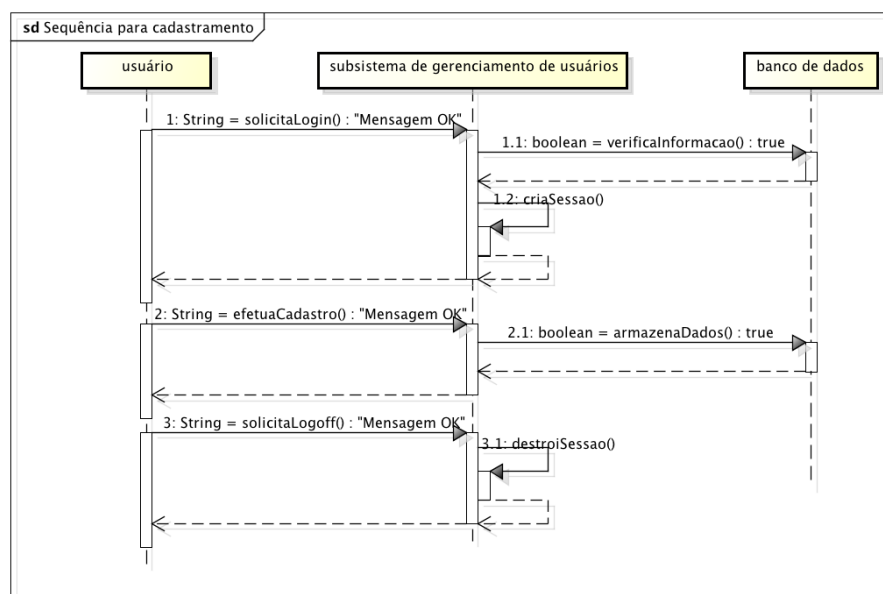 sd Sequência para cadastramento
usuário
subsistema de gerenciamento de usuários
banco de dados
1: String = solicitaLogin() : "Mensagem OK"
1.1: boolean = verificaInformacao() : true
1.2: criaSessao()
2: String = efetuaCadastro() : "Mensagem OK"
2.1: boolean = armazenaDados() : true
3: String = solicitaLogoff() : "Mensagem OK"
3.1: destroiSessao()